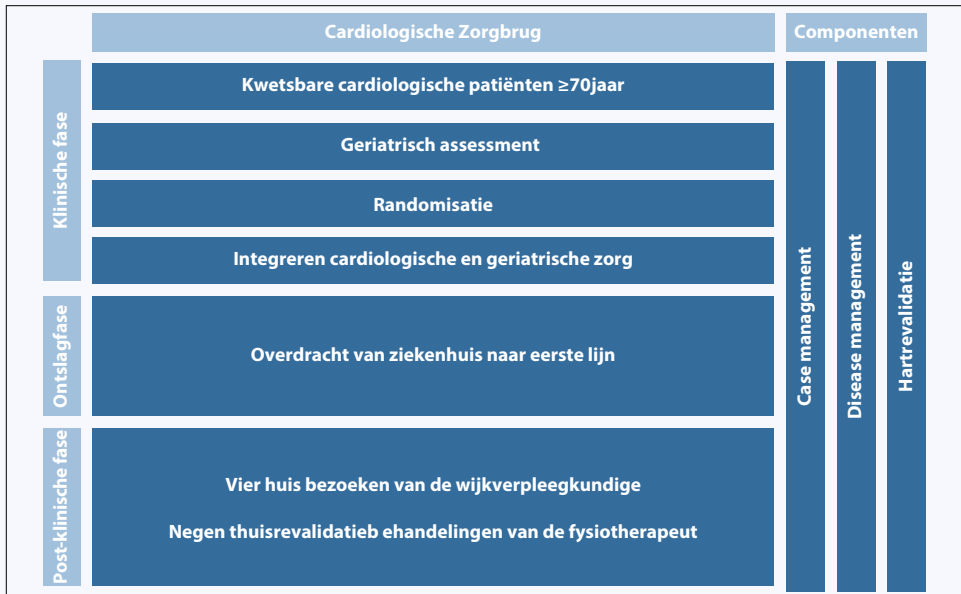 Cardiologische Zorgbrug
Componenten
Klinische fase
Kwetsbare cardiologische patiënten ≥70jaar
Geriatrisch assessment
Randomisatie
Integreren cardiologische en geriatrische zorg
Ontslagfase
Overdracht van ziekenhuis naar eerste lijn
Post-klinische fase
Vier huis bezoeken van de wijkverpleegkundige
Negen thuisrevalidatieb ehandelingen van de fysiotherapeut
Case management
Disease management
Hartrevalidatie